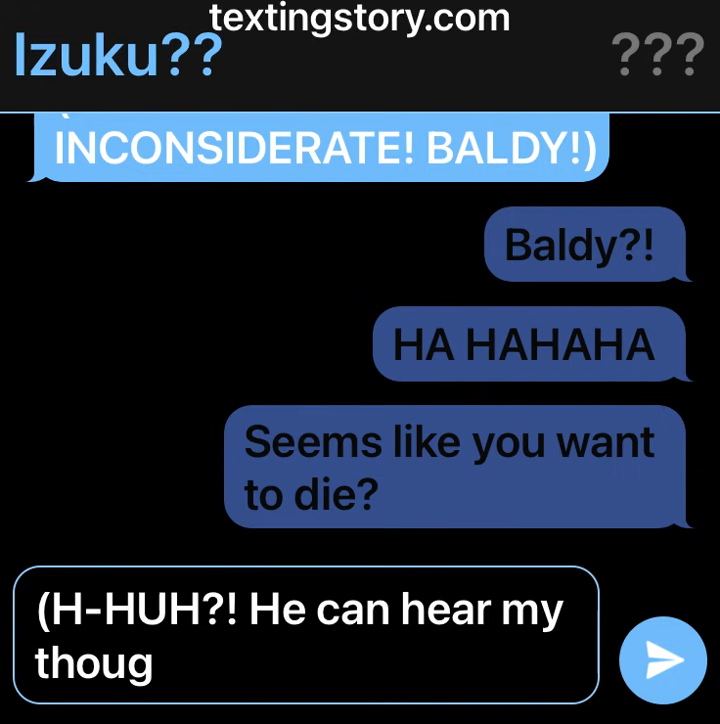 textingstory.com
Izuku??
???
INCONSIDERATE! BALDY!)
Baldy?!
HA HAHAHA
Seems like you want
to die?
(H-HUH?! He can hear my
thoug